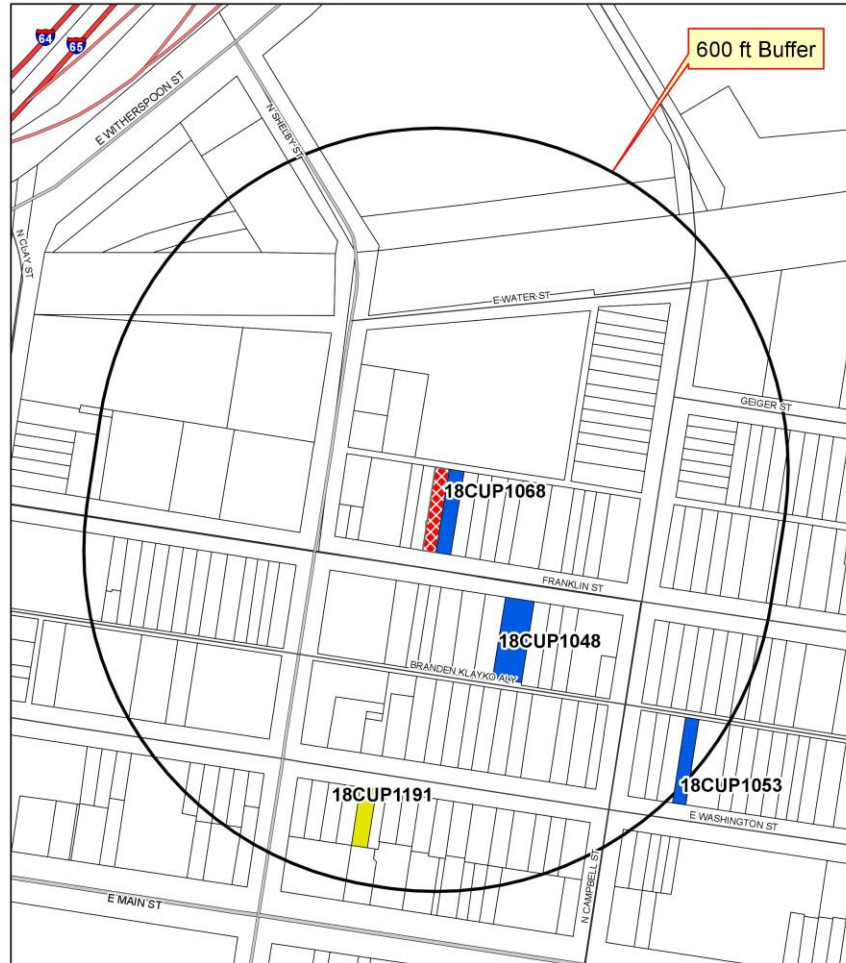 64
65
600 ft Buffer
E WITHERSPOON ST
N SHELBY ST
N CLAY ST
E WATER ST
GEIGER ST
18CUP1068
FRANKLIN ST
18CUP1048
BRANDEN KLAYKO ALY
18CUP1053
18CUP1191
E WASHINGTON ST
N CAMPBELL ST
E MAIN ST